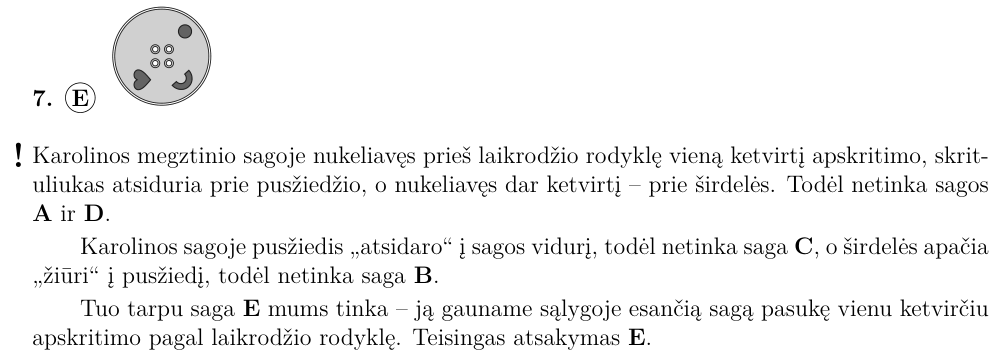 7. E
! Karolinos megztinio sagoje nukeliavęs prieš laikrodžio rodyklę vieną ketvirtį apskritimo, skrit-
uliukas atsiduria prie pusžiedžio, o nukeliavęs dar ketvirtį – prie širdelės. Todėl netinka sagos
A ir D.
Karolinos sagoje pusžiedis „atsidaro“ į sagos vidurį, todėl netinka saga C, o širdelės apačia
„žiūri“ į pusžiedį, todėl netinka saga B.
Tuo tarpu saga E mums tinka – ją gauname sąlygoje esančią sagą pasukę vienu ketvirčiu
apskritimo pagal laikrodžio rodyklę. Teisingas atsakymas E.